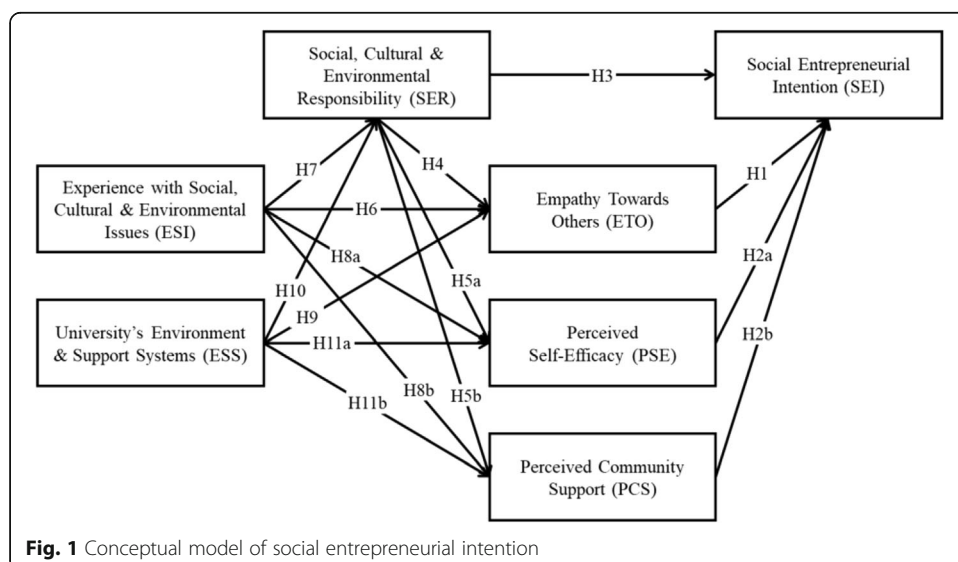 Social, Cultural &
Environmental
Responsibility (SER)
H3
Social Entrepreneurial
Intention (SEI)
H7
H4
H1
Experience with Social,
Cultural & Environmental
Issues (ESI)
H6
Empathy Towards
Others (ETO)
H8a
H5a
H2a
H10
H9
University's Environment
& Support Systems (ESS)
H11a
Perceived
Self-Efficacy (PSE)
H2b
H8b
H5b
H11b
Perceived Community
Support (PCS)
Fig. 1 Conceptual model of social entrepreneurial intention